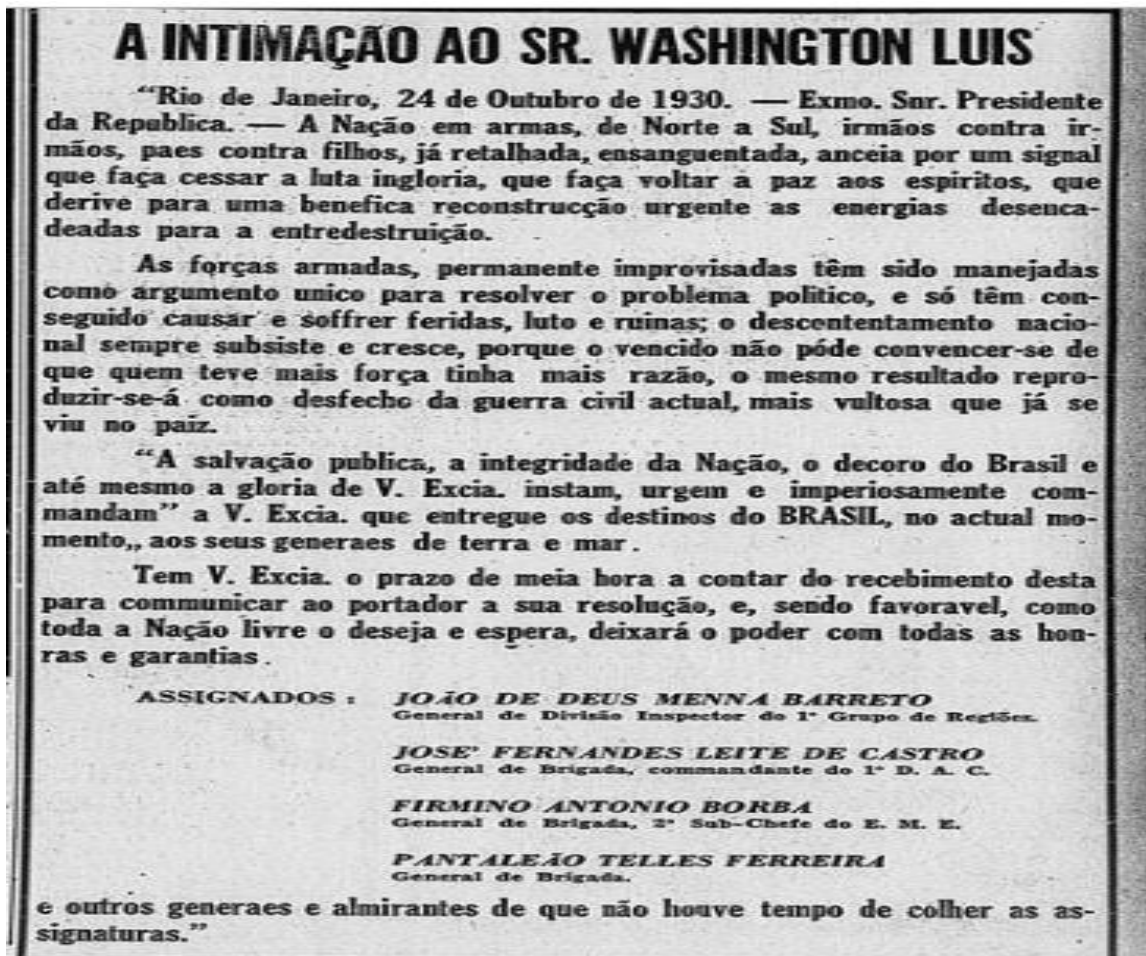 A INTIMAÇÃO AO SR. WASHINGTON LUIS
“Rio de Janeiro, 24 de Outubro de 1930. — Exmo. Snr. Presidente
da Republica. — A Nação em armas, de Norte a Sul, irmãos contra ir-
mãos, paes contra filhos, já retalhada, ensanguentada, anceia por um signal
que faça cessar a luta ingloria, que faça voltar a paz aos espiritos, que
derive para uma benefica reconstrucção urgente as energias desenca-
deadas para a entredestruição.
As forças armadas, permanente improvisadas têm sido manejadas
como argumento unico para resolver o problema politico, e só têm con-
seguido causar e soffrer feridas, luto e ruinas; o descontentamento nacio-
nal sempre subsiste e cresce, porque o vencido não póde convencer-se de
que quem teve mais força tinha mais razão, o mesmo resultado repro-
duzir-se-á como desfecho da guerra civil actual, mais vultosa que já se
viu no paiz.
“A salvação publica, a integridade da Nação, o decoro do Brasil e
até mesmo a gloria de V. Excia. instam, urgem e imperiosamente com-
mandam” a V. Excia. que entregue os destinos do BRASIL, no actual mo-
mento,, aos seus generaes de terra e mar.
Tem V. Excia. o prazo de meia hora a contar do recebimento desta
para communicar ao portador a sua resolução, e, sendo favoravel, como
toda a Nação livre o deseja e espera, deixará o poder com todas as hon-
ras e garantias.
ASSIGNADOS : JOÃO DE DEUS MENNA BARRETO
General de Divisão Inspector do 1º Grupo de Regiões.
JOSE’ FERNANDES LEITE DE CASTRO
General de Brigada, commandante do 1º D. A. C.
FIRMINO ANTONIO BORBA
General de Brigada, 2º Sub-Chefe do E. M. E.
PANTALEÃO TELLES FERREIRA
General de Brigada.
e outros generaes e almirantes de que não houve tempo de colher as as-
signaturas.”